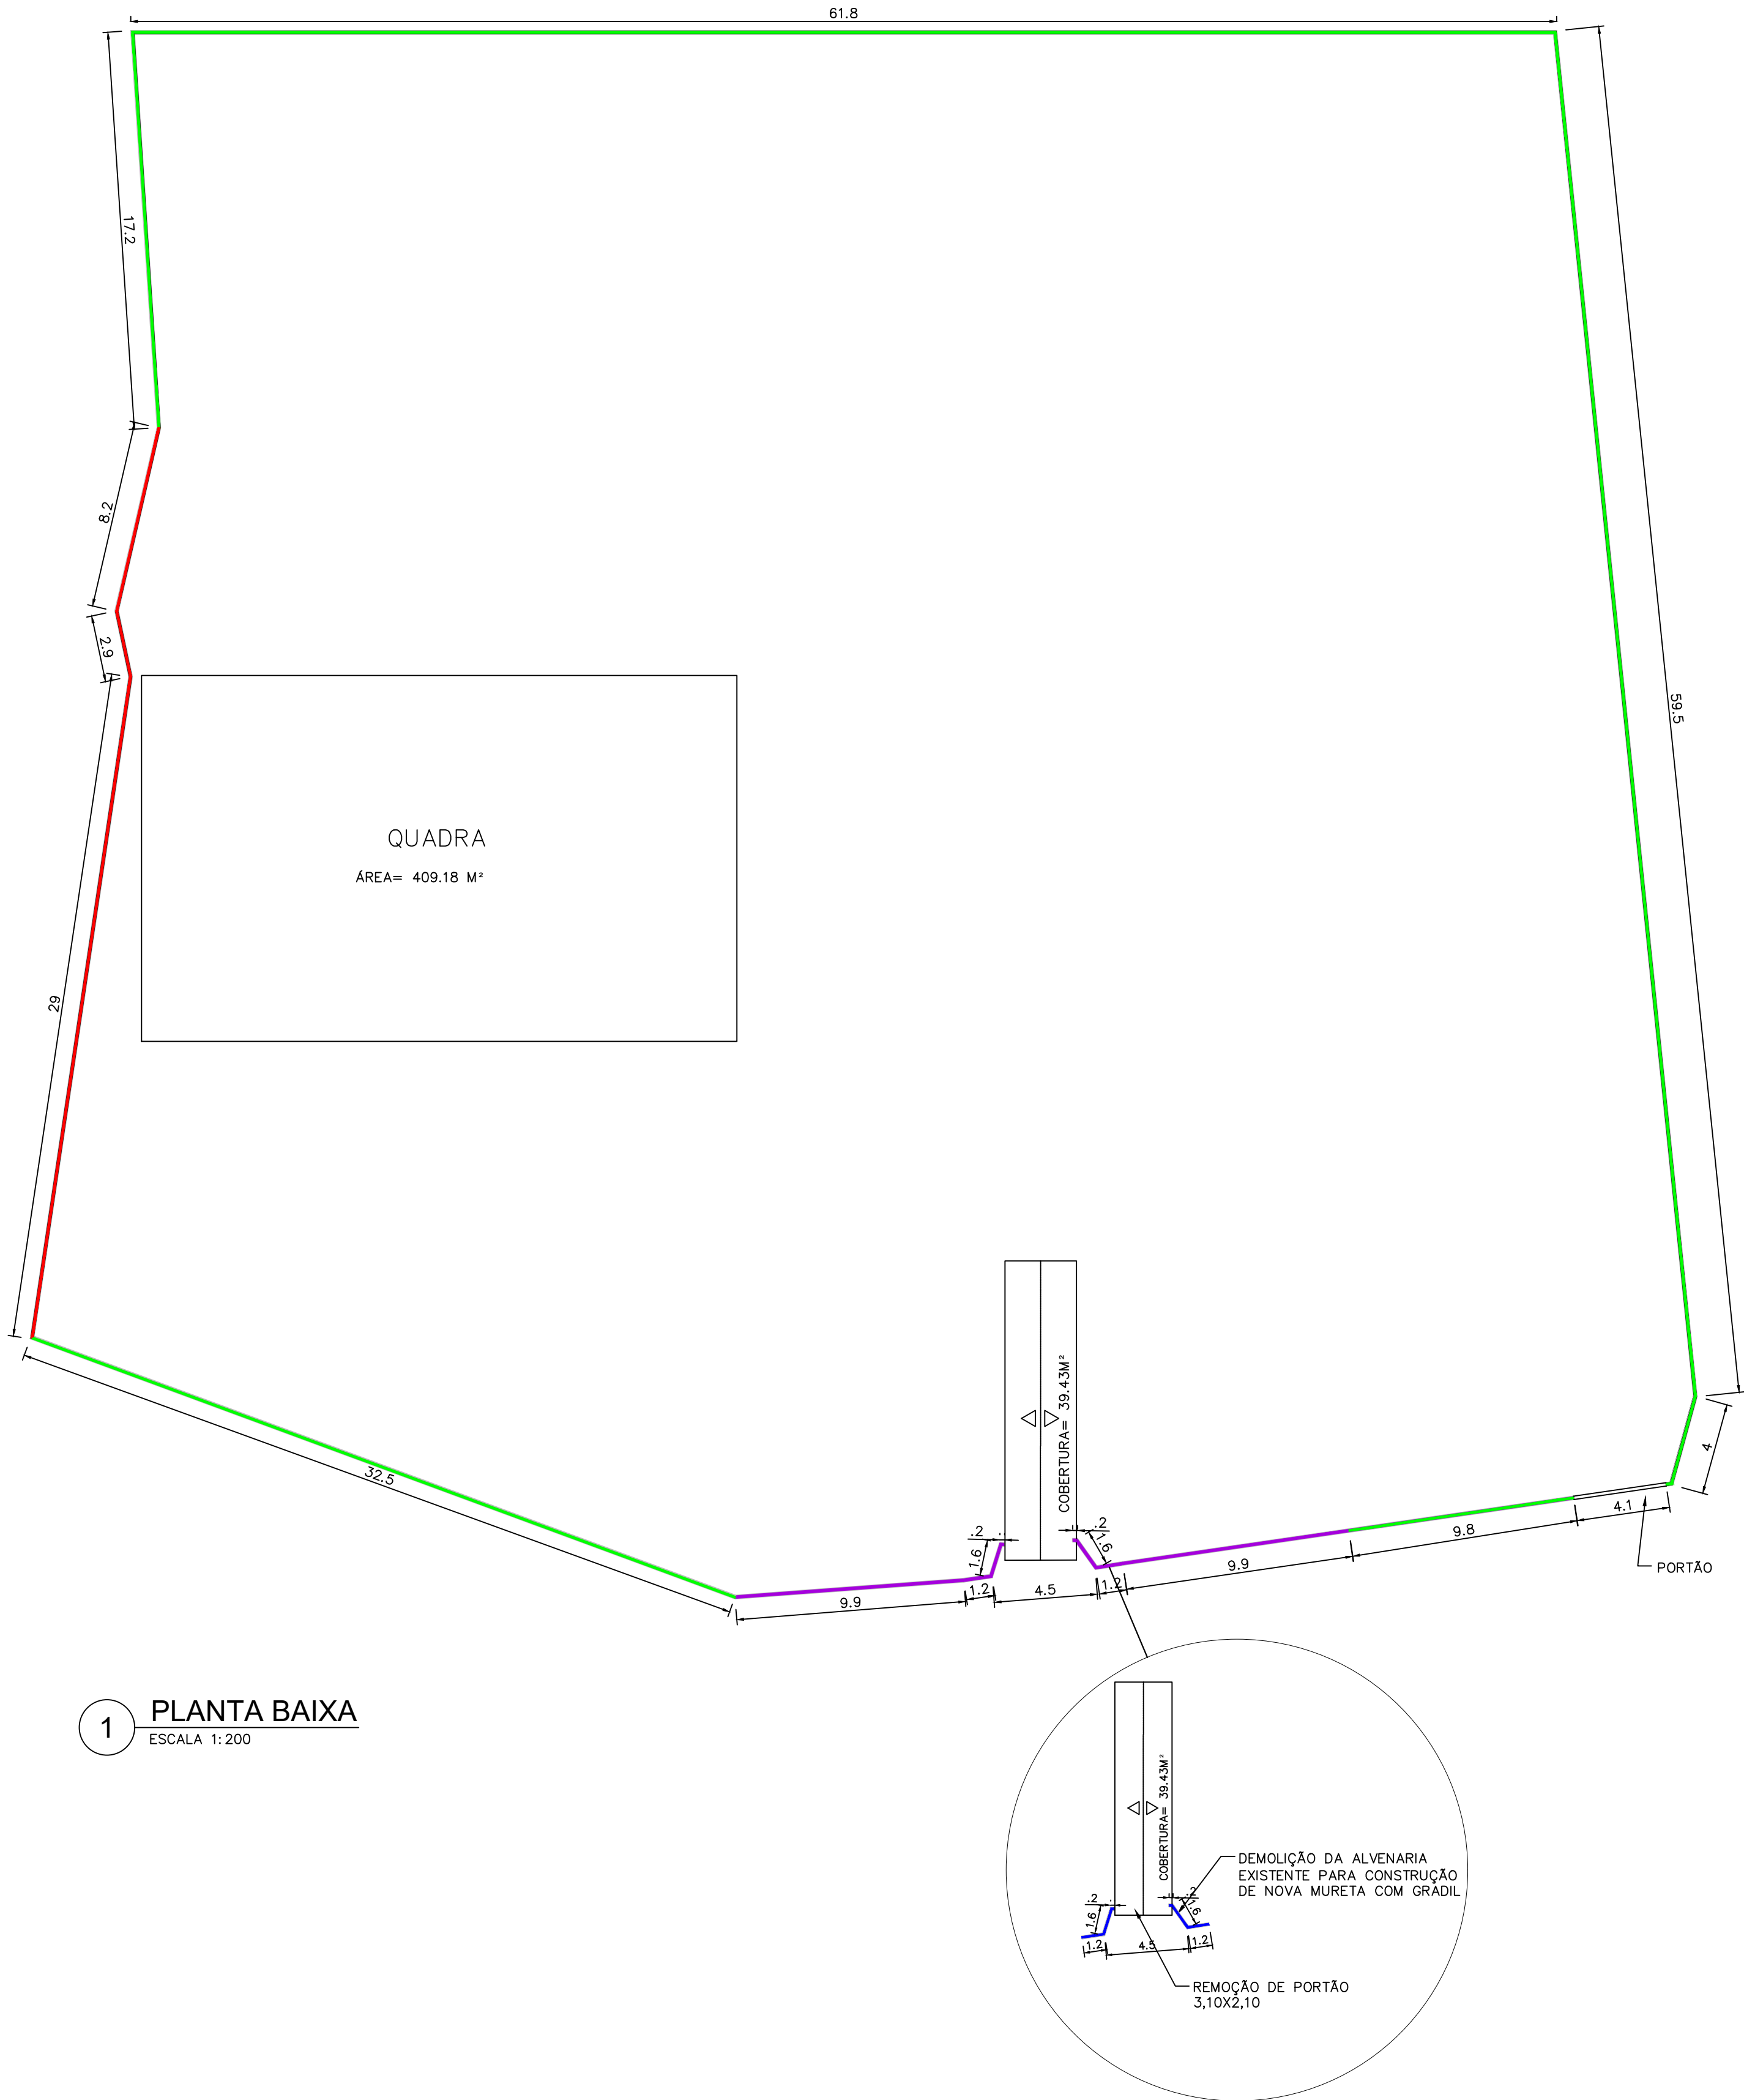 61.8
17.2
8.2
2.9
59.5
QUADRA
ÁREA= 409.18 M²
29
COBERTURA= 39.43M²
32.5
4
.2
1.6
.2
1.6
1.2
4.5
1.2
9.9
9.9
9.8
4.1
PORTÃO
1
PLANTA BAIXA
ESCALA 1:200
COBERTURA= 39.43M²
DEMOLIÇÃO DA ALVENARIA
EXISTENTE PARA CONSTRUÇÃO
DE NOVA MURETA COM GRADIL
.2
1.6
.2
1.6
1.2
4.5
1.2
REMOÇÃO DE PORTÃO
3,10X2,10